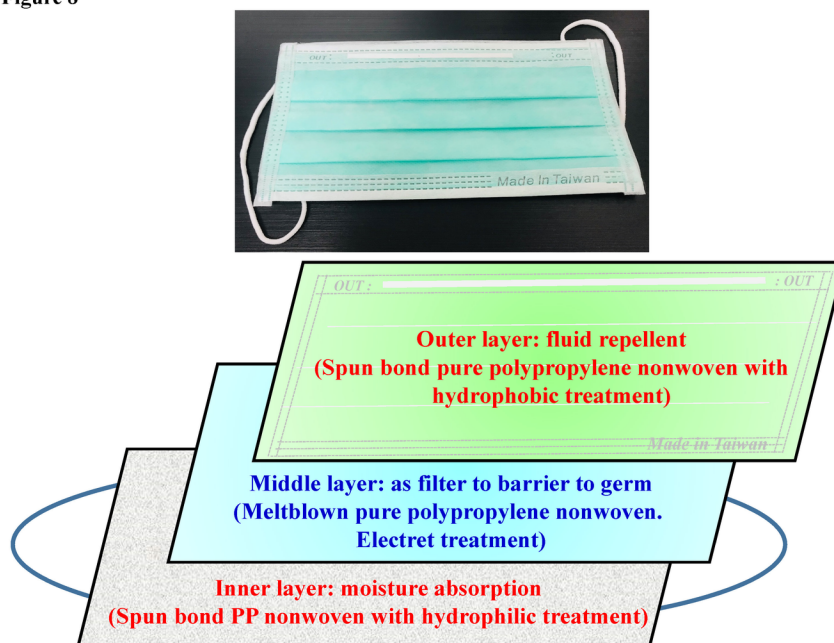 Figure 8
OUT : : OUT
Made In Taiwan
OUT : : OUT
Outer layer: fluid repellent
(Spun bond pure polypropylene nonwoven with
hydrophobic treatment)
Made in Taiwan
Middle layer: as filter to barrier to germ
(Meltblown pure polypropylene nonwoven.
Electret treatment)
Inner layer: moisture absorption
(Spun bond PP nonwoven with hydrophilic treatment)